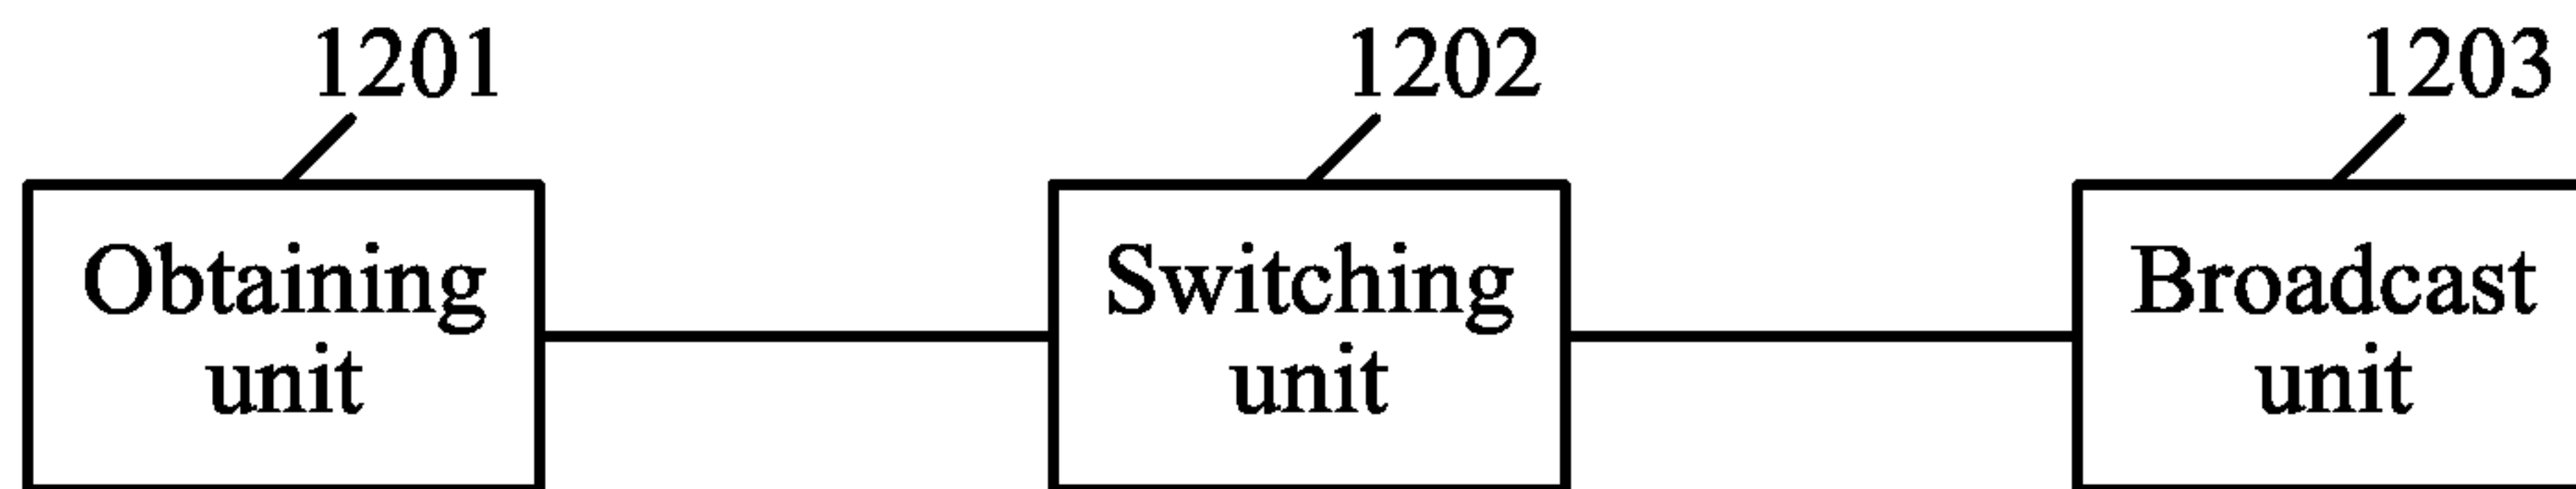 1201
1202
1203
Obtaining
unit
Switching
unit
Broadcast
unit